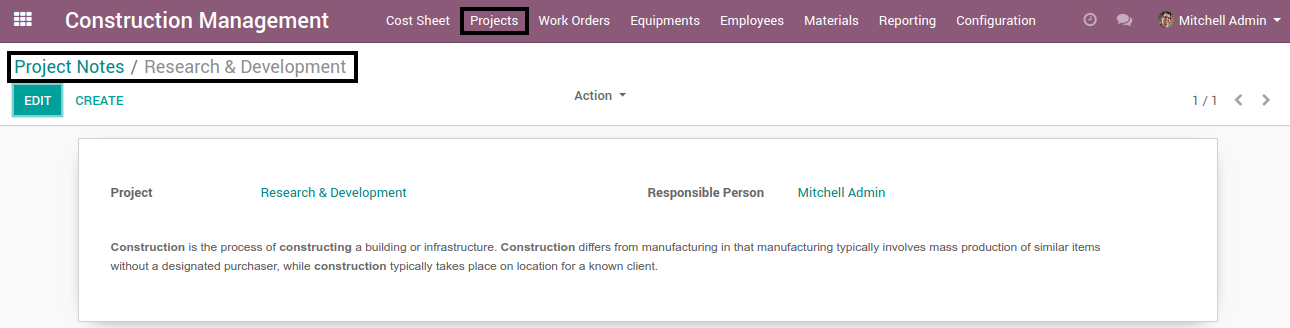 Construction Management Cost Sheet Projects Work Orders Equipments Employees Materials Reporting Configuration Mitchell Admin
Project Notes / Research & Development
EDIT CREATE Action 1 / 1
Project Research & Development Responsible Person Mitchell Admin
Construction is the process of constructing a building or infrastructure. Construction differs from manufacturing in that manufacturing typically involves mass production of similar items
without a designated purchaser, while construction typically takes place on location for a known client.